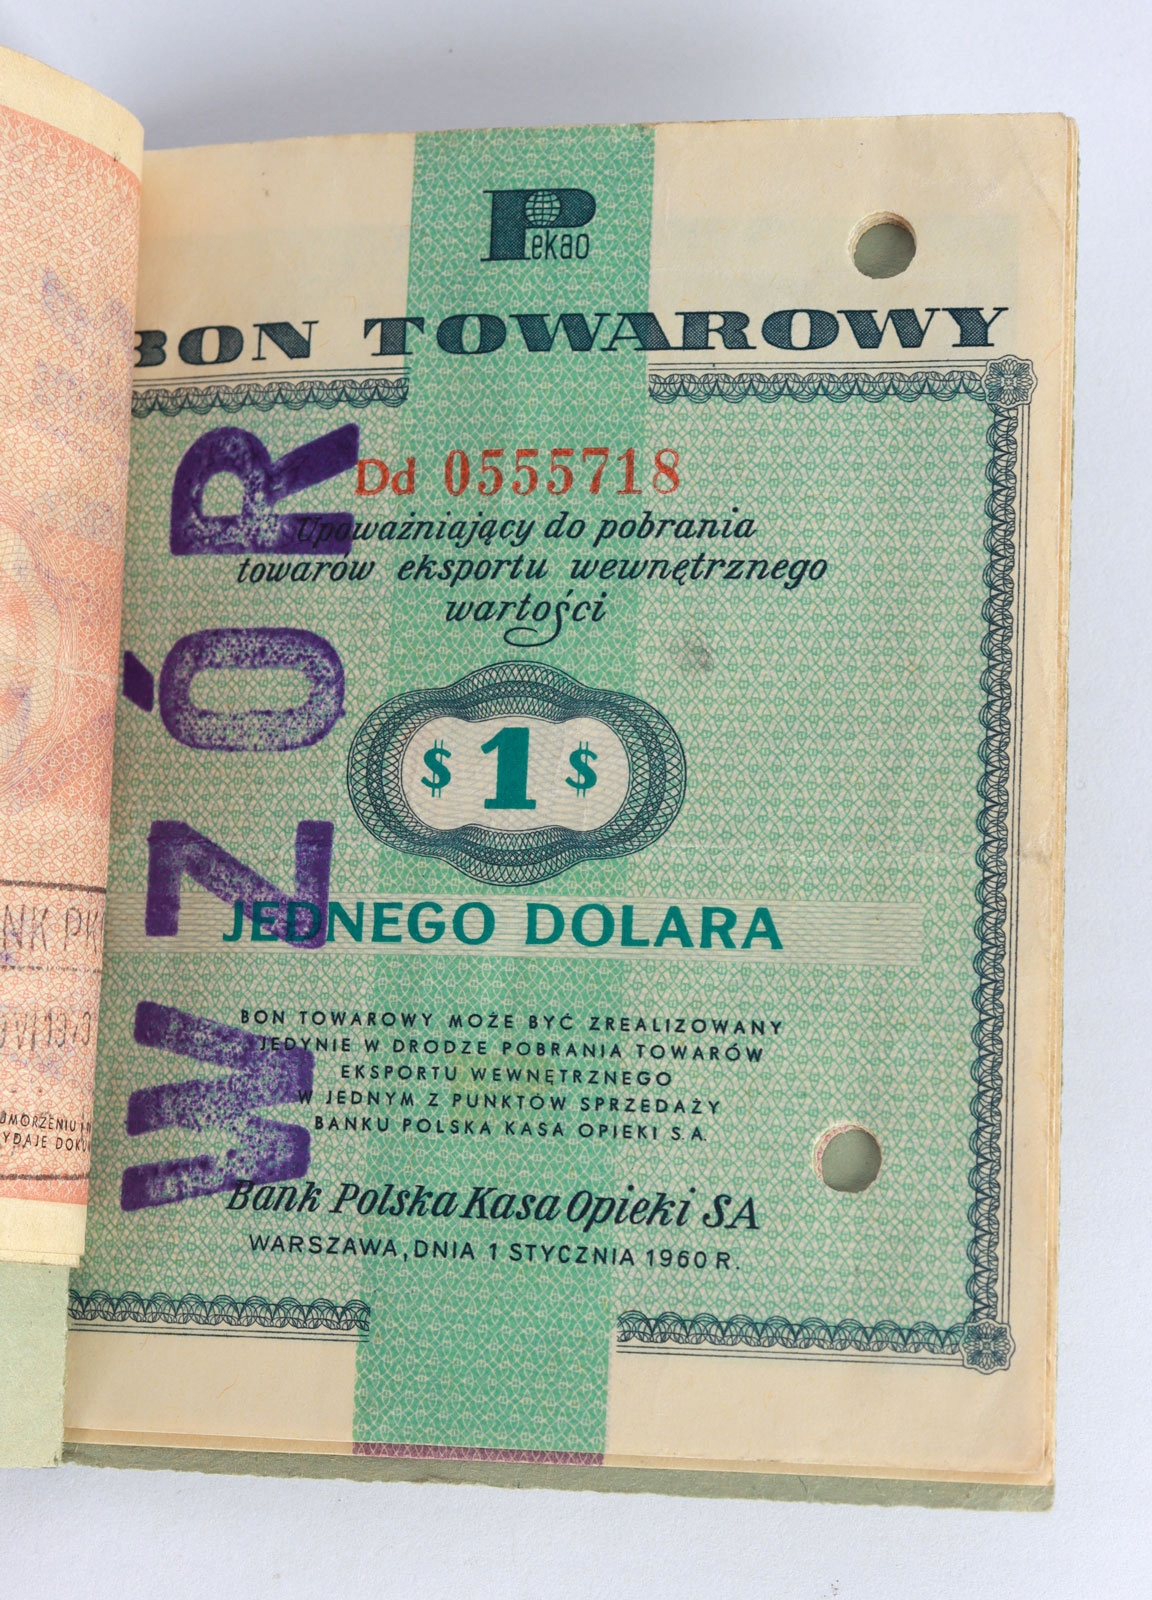 Pekao
BON TOWAROWY
Dd 0555718
Upoważniający do pobrania
towarów eksportu wewnętrznego
wartości
$ 1 $
JEDNEGO DOLARA
BON TOWAROWY MOŻE BYĆ ZREALIZOWANY
JEDYNIE W DRODZE POBRANIA TOWARÓW
EKSPORTU WEWNĘTRZNEGO
W JEDNYM Z PUNKTÓW SPRZEDAŻY
BANKU POLSKA KASA OPIEKI S.A.
Bank Polska Kasa Opieki SA
WARSZAWA, DNIA 1 STYCZNIA 1960 R.
WZÓR